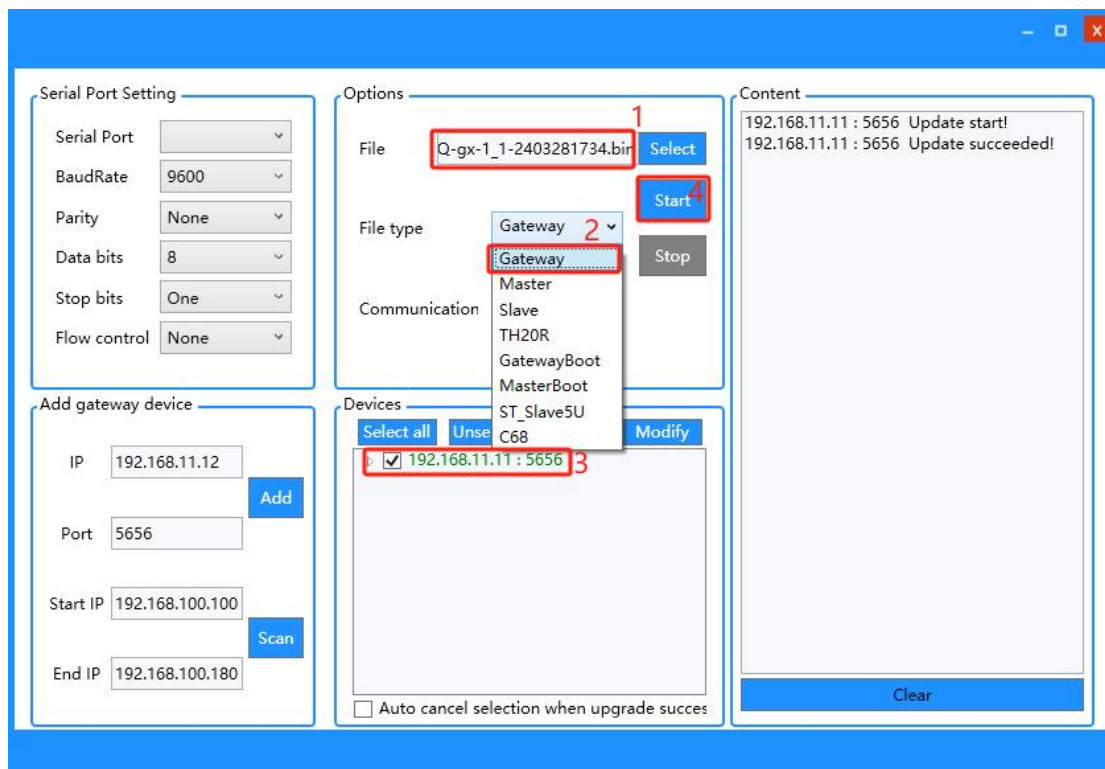 Serial Port Setting
Serial Port
BaudRate 9600
Parity None
Data bits 8
Stop bits One
Flow control None
Options
1
File Q-gx-1_1-2403281734.bin Select
Start 4
File type Gateway 2
Stop
Gateway
Master
Slave
TH20R
GatewayBoot
MasterBoot
ST_Slave5U
C68
Communication
Content
192.168.11.11 : 5656 Update start!
192.168.11.11 : 5656 Update succeeded!
Clear
Add gateway device
IP 192.168.11.12
Add
Port 5656
Start IP 192.168.100.100
Scan
End IP 192.168.100.180
Devices
Select all Unse Modify
192.168.11.11 : 5656 3
Auto cancel selection when upgrade succes